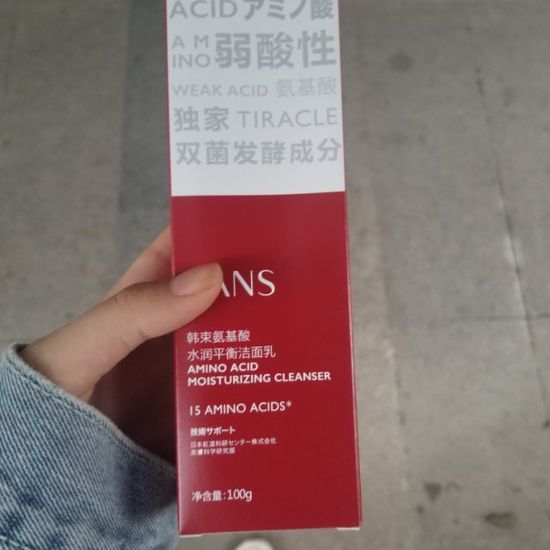 ACID アミノ酸
AM
INO 弱酸性
WEAK ACID 氨基酸
独家 TIRACLE
双菌发酵成分
ANS
韩束氨基酸
水润平衡洁面乳
AMINO ACID
MOISTURIZING CLEANSER
15 AMINO ACIDS*
技術サポート
日本紅道科研センター株式会社
皮膚科学研究部
净含量:100g